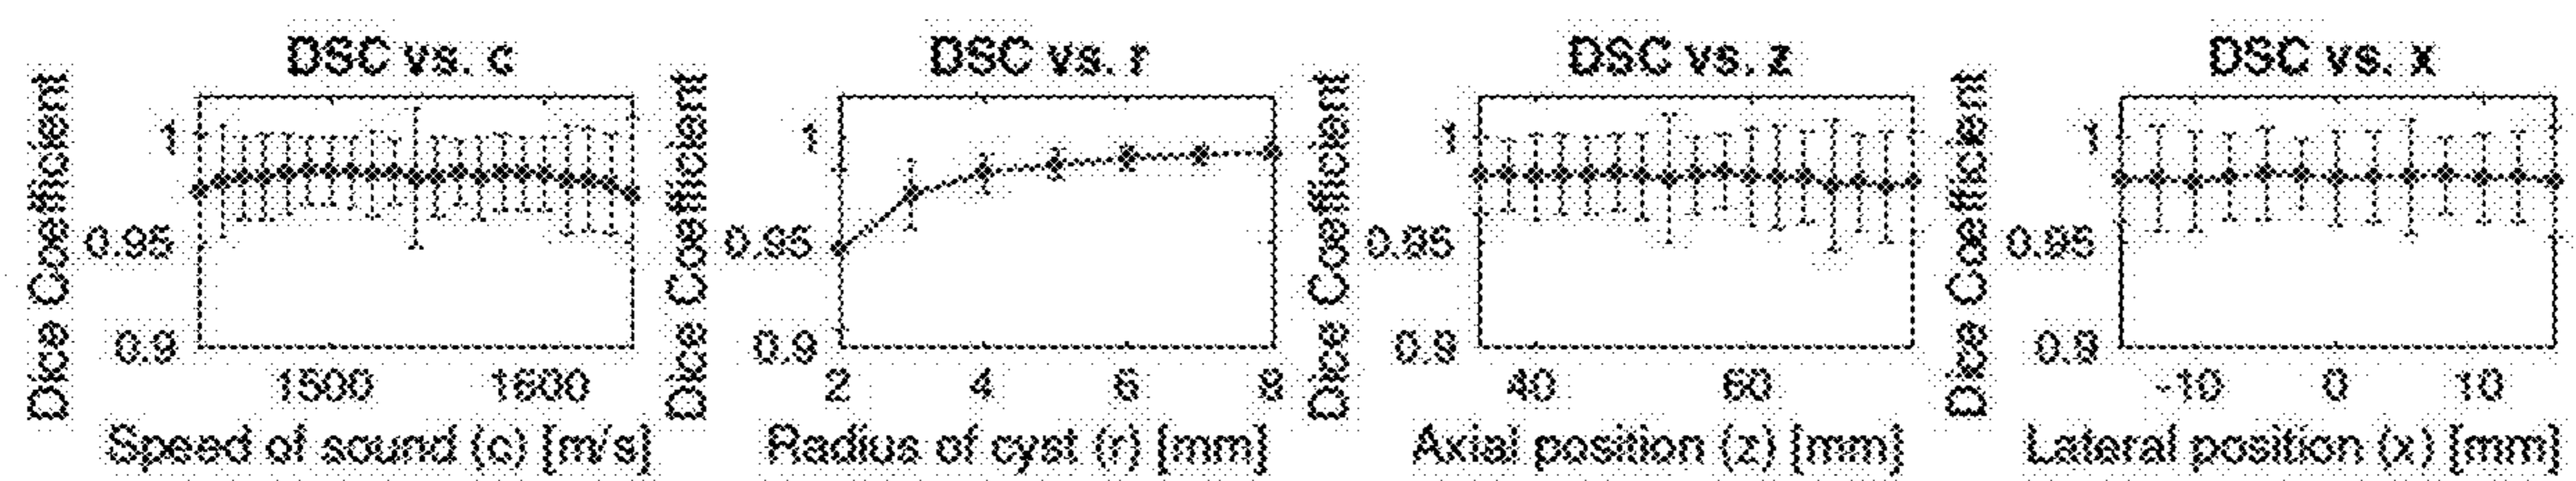 DSC vs. c
Dice Coefficient
1
0.95
0.9
1500 1600
Speed of sound (c) [m/s]
DSC vs. r
Dice Coefficient
1
0.95
0.9
2 4 6 8
Radius of cyst (r) [mm]
DSC vs. z
Dice Coefficient
1
0.95
0.9
40 60
Axial position (z) [mm]
DSC vs. x
Dice Coefficient
1
0.95
0.9
-10 0 10
Lateral position (x) [mm]